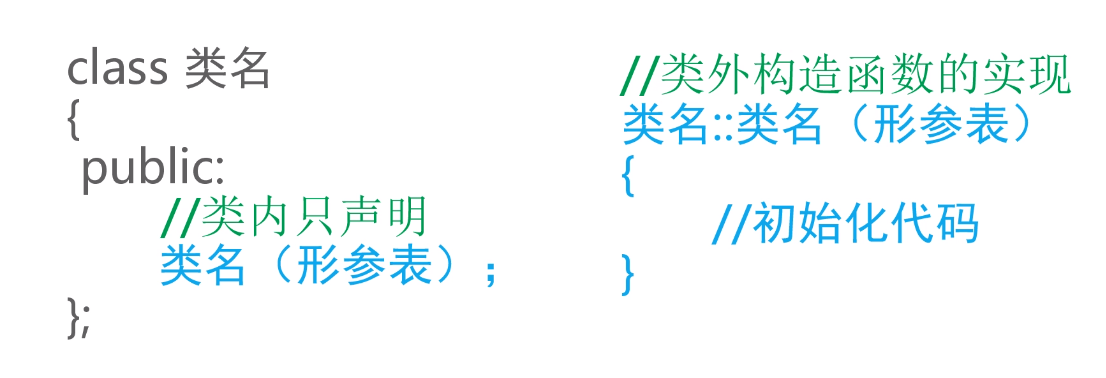 class 类名
{
public:
//类内只声明
类名（形参表）;
};
//类外构造函数的实现
类名::类名（形参表）
{
//初始化代码
}